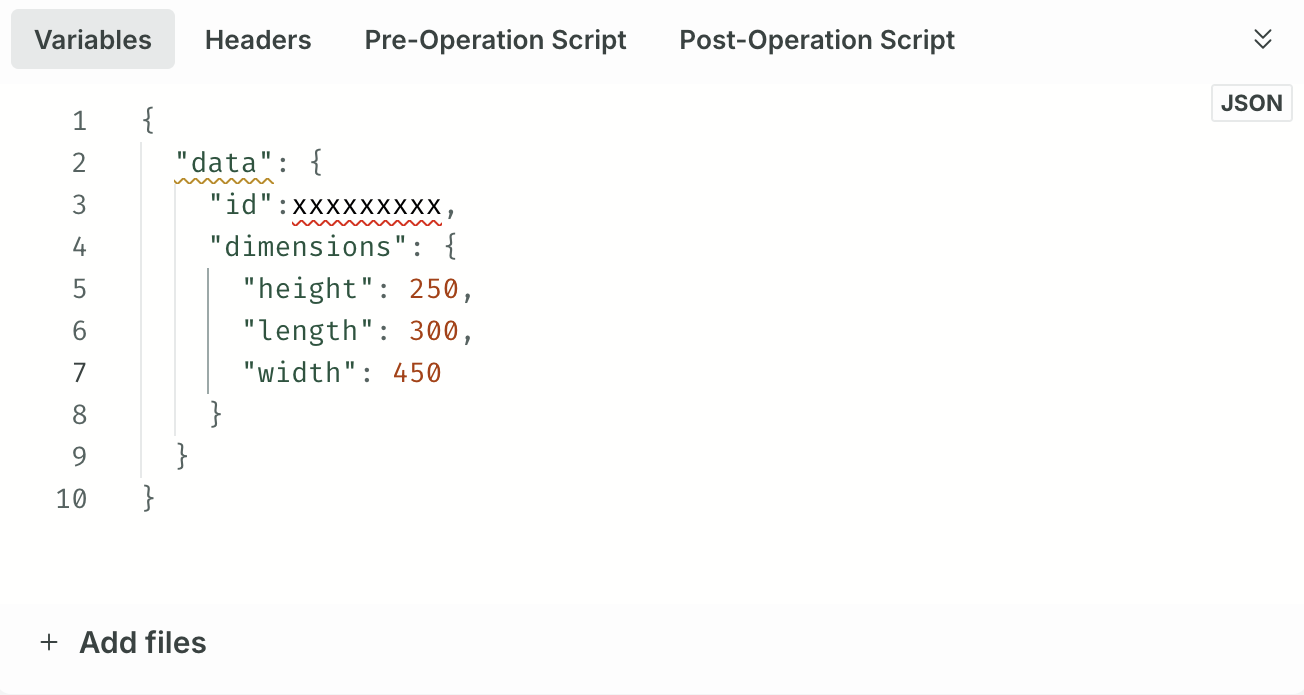 Variables Headers Pre-Operation Script Post-Operation Script
JSON
1 {
2 "data": {
3 "id":xxxxxxxxx,
4 "dimensions": {
5 "height": 250,
6 "length": 300,
7 "width": 450
8 }
9 }
10 }
+ Add files